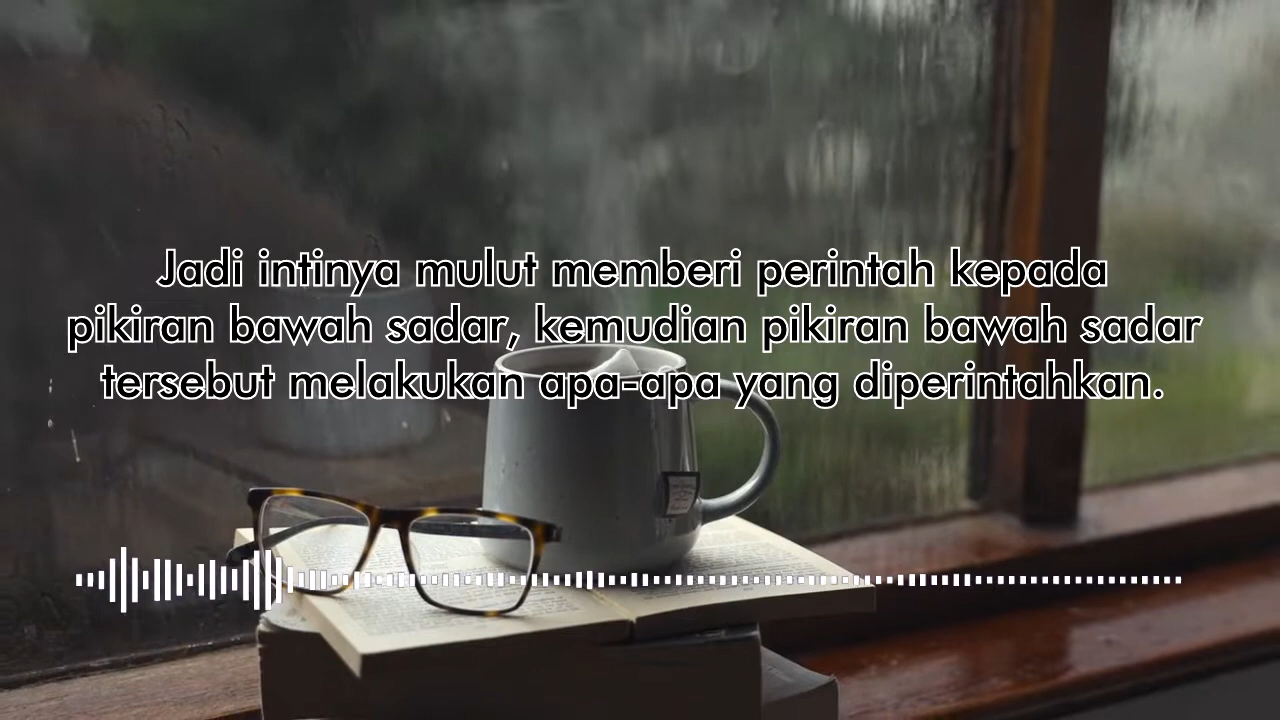 Jadi intinya mulut memberi perintah kepada
pikiran bawah sadar, kemudian pikiran bawah sadar
tersebut melakukan apa-apa yang diperintahkan.